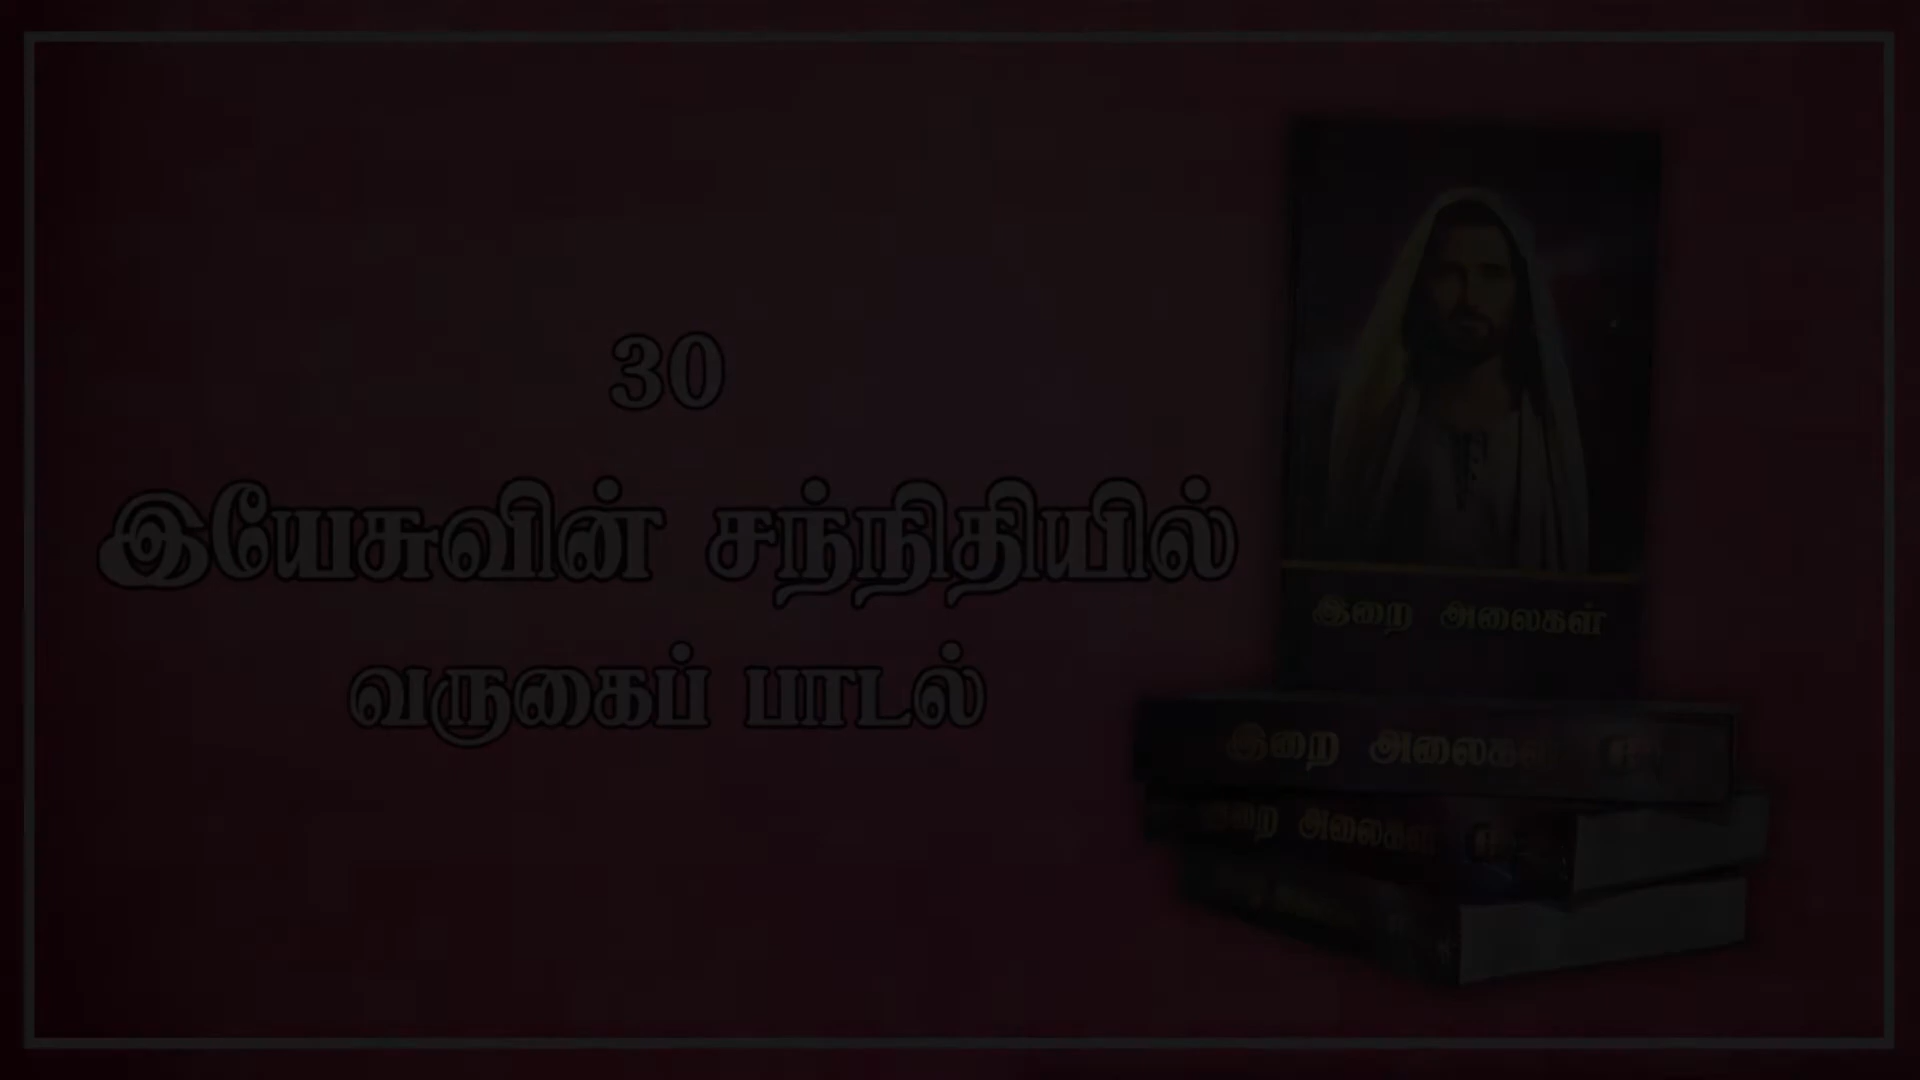 30
இயேசுவின் சந்நிதியில்
வருகைப் பாடல்
இறை அலைகள்
இறை அலைகள்
இறை அலைகள்